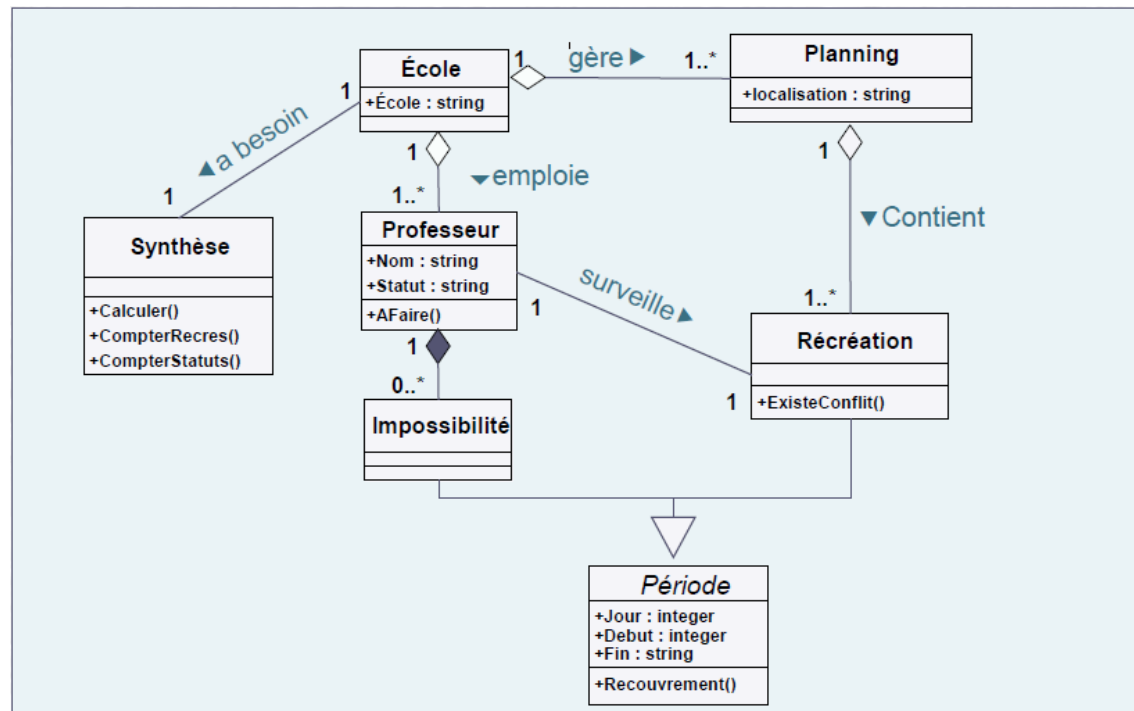 École
+École : string
1
gère ►
1..*
Planning
+localisation : string
1
◄ a besoin
1
1
▼emploie
1..*
1
▼Contient
1..*
Synthèse
+Calculer()
+CompterRecres()
+CompterStatuts()
Professeur
+Nom : string
+Statut : string
+AFaire()
1
surveille►
1
Récréation
+ExisteConflit()
1
0..*
Impossibilité
Période
+Jour : integer
+Debut : integer
+Fin : string
+Recouvrement()